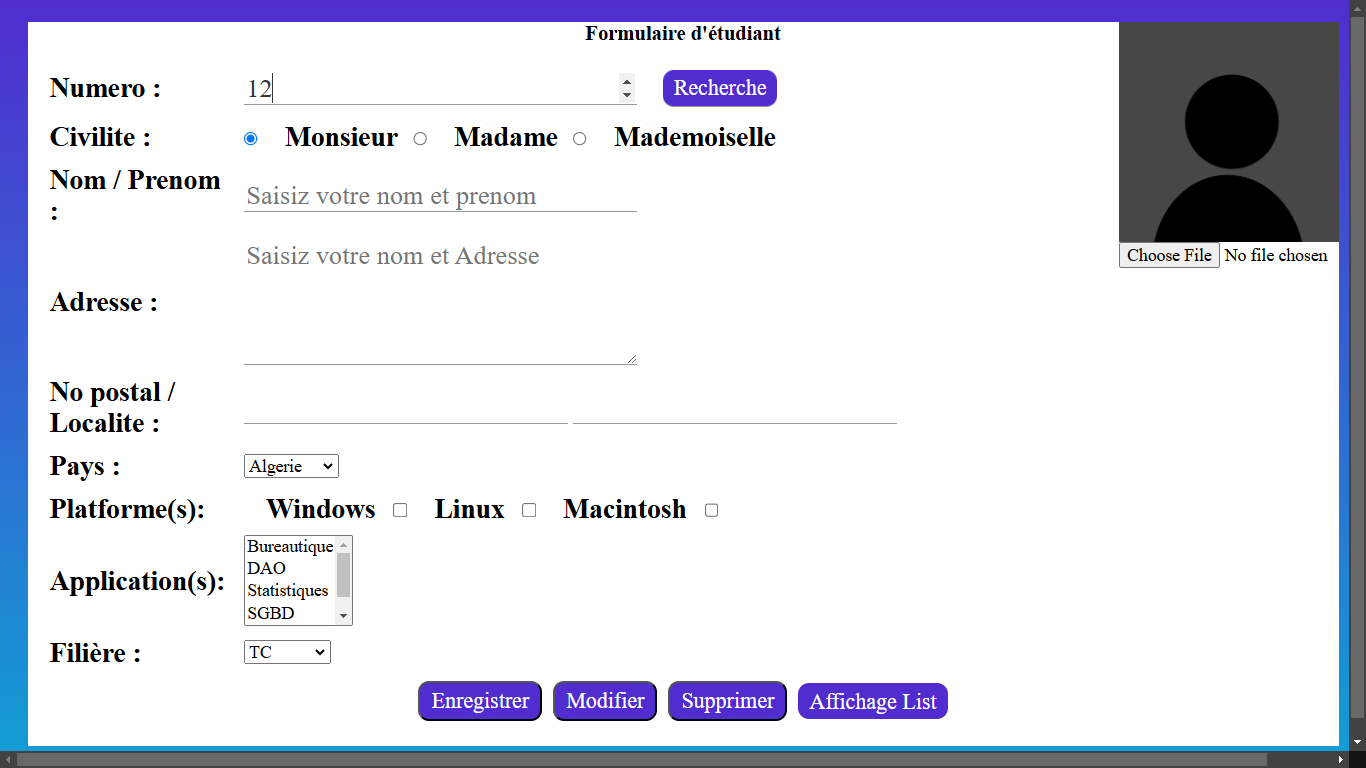 Formulaire d'étudiant
Numero : 12 Recherche
Civilite : Monsieur Madame Mademoiselle
Nom / Prenom
:
Saisiz votre nom et prenom
Saisiz votre nom et Adresse
Choose File No file chosen
Adresse :
No postal /
Localite :
Pays : Algerie
Platforme(s): Windows Linux Macintosh
Application(s):
Bureautique
DAO
Statistiques
SGBD
Filière : TC
Enregistrer Modifier Supprimer Affichage List